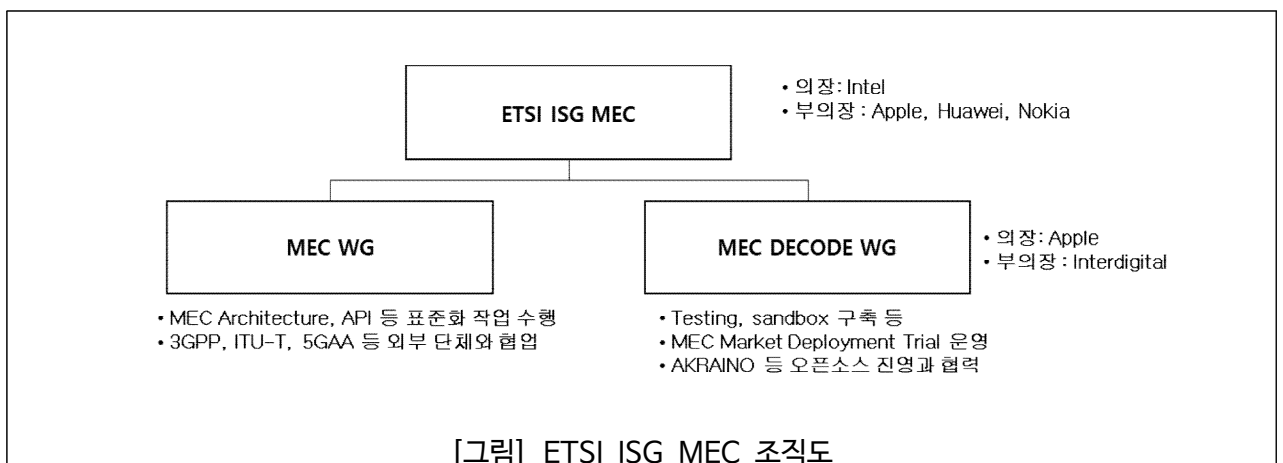 ETSI ISG MEC
• 의장: Intel
• 부의장 : Apple, Huawei, Nokia
MEC WG
• MEC Architecture, API 등 표준화 작업 수행
• 3GPP, ITU-T, 5GAA 등 외부 단체와 협업
MEC DECODE WG
• 의장: Apple
• 부의장 : Interdigital
• Testing, sandbox 구축 등
• MEC Market Deployment Trial 운영
• AKRAINO 등 오픈소스 진영과 협력
[그림] ETSI ISG MEC 조직도